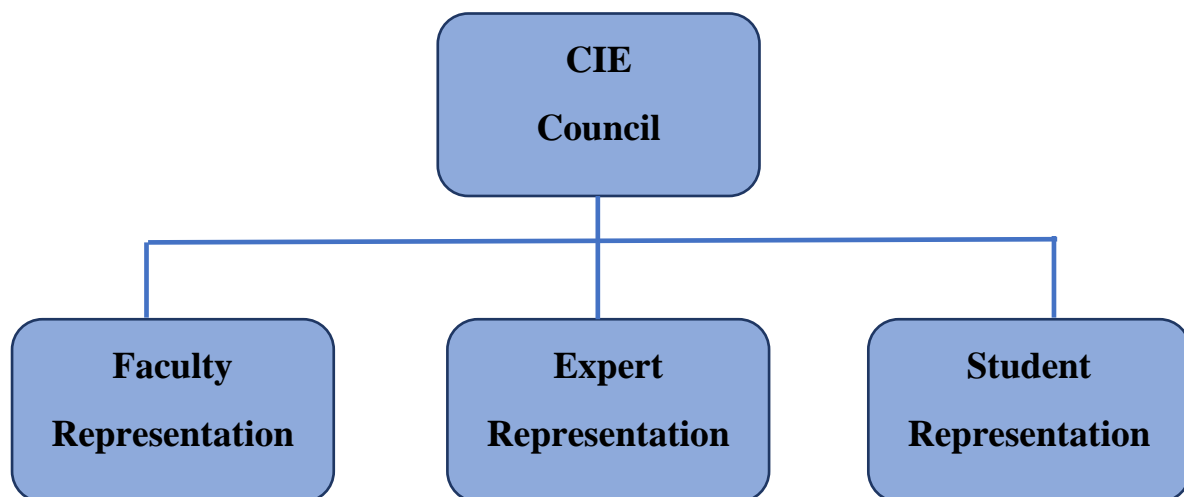 CIE
Council
Faculty
Representation
Expert
Representation
Student
Representation